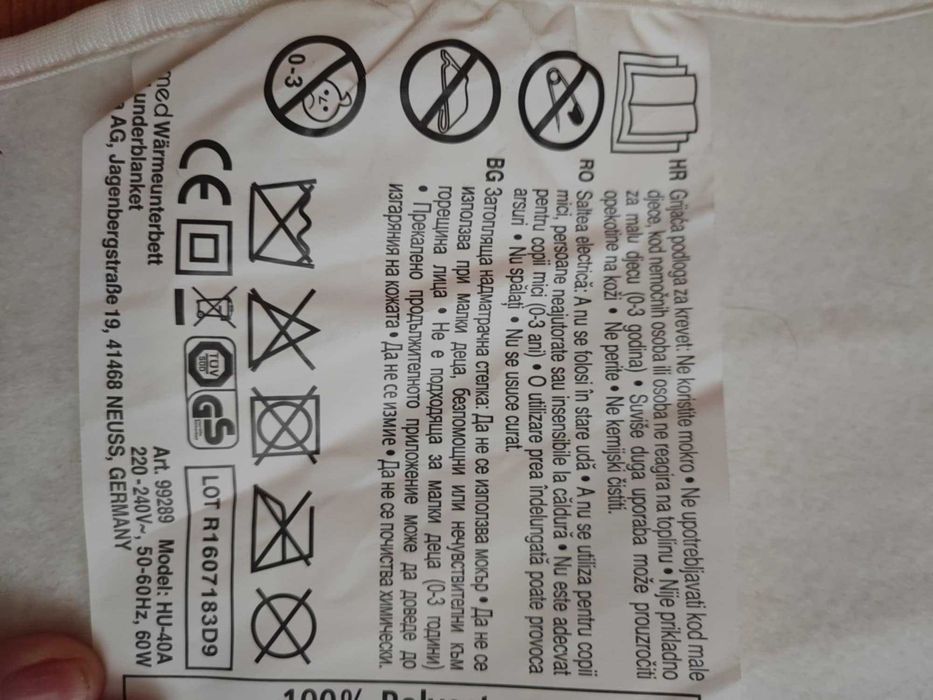 HR Grijaća podloga za krevet: Ne koristite mokro • Ne upotrebljavati kod male
djece, kod nemoćnih osoba ili osoba ne reagira na toplinu • Nije prikladno
za malu djecu (0-3 godina) • Suviše duga uporaba može prouzročiti
opekotine na koži • Ne perite • Ne kemijski čistiti.
RO Saltea electrică: A nu se folosi în stare udă • A nu se utiliza pentru copii
mici, persoane neajutorate sau insensibile la căldură • Nu este adecvat
pentru copii mici (0-3 ani) • O utilizare prea îndelungată poate provoca
arsuri • Nu spălați • Nu se usuce curat.
BG Затопляща надматрачна стелка: Да не се използва мокър • Да не се
използва при малки деца, безпомощни или нечувствителни към
горещина лица • Не е подходяща за малки деца (0-3 години)
• Прекалено продължителното приложение може да доведе до
изгаряния на кожата • Да не се измие • Да не се почиства химически.
0-3
CE
TÜV
SÜD
GS
LOT R1607183D9
med Wärmeunterbett
underblanket
AG, Jagenbergstraße 19, 41468 NEUSS, GERMANY
Art. 99289 Model: HU-40A
220-240V~, 50-60Hz, 60W
100%